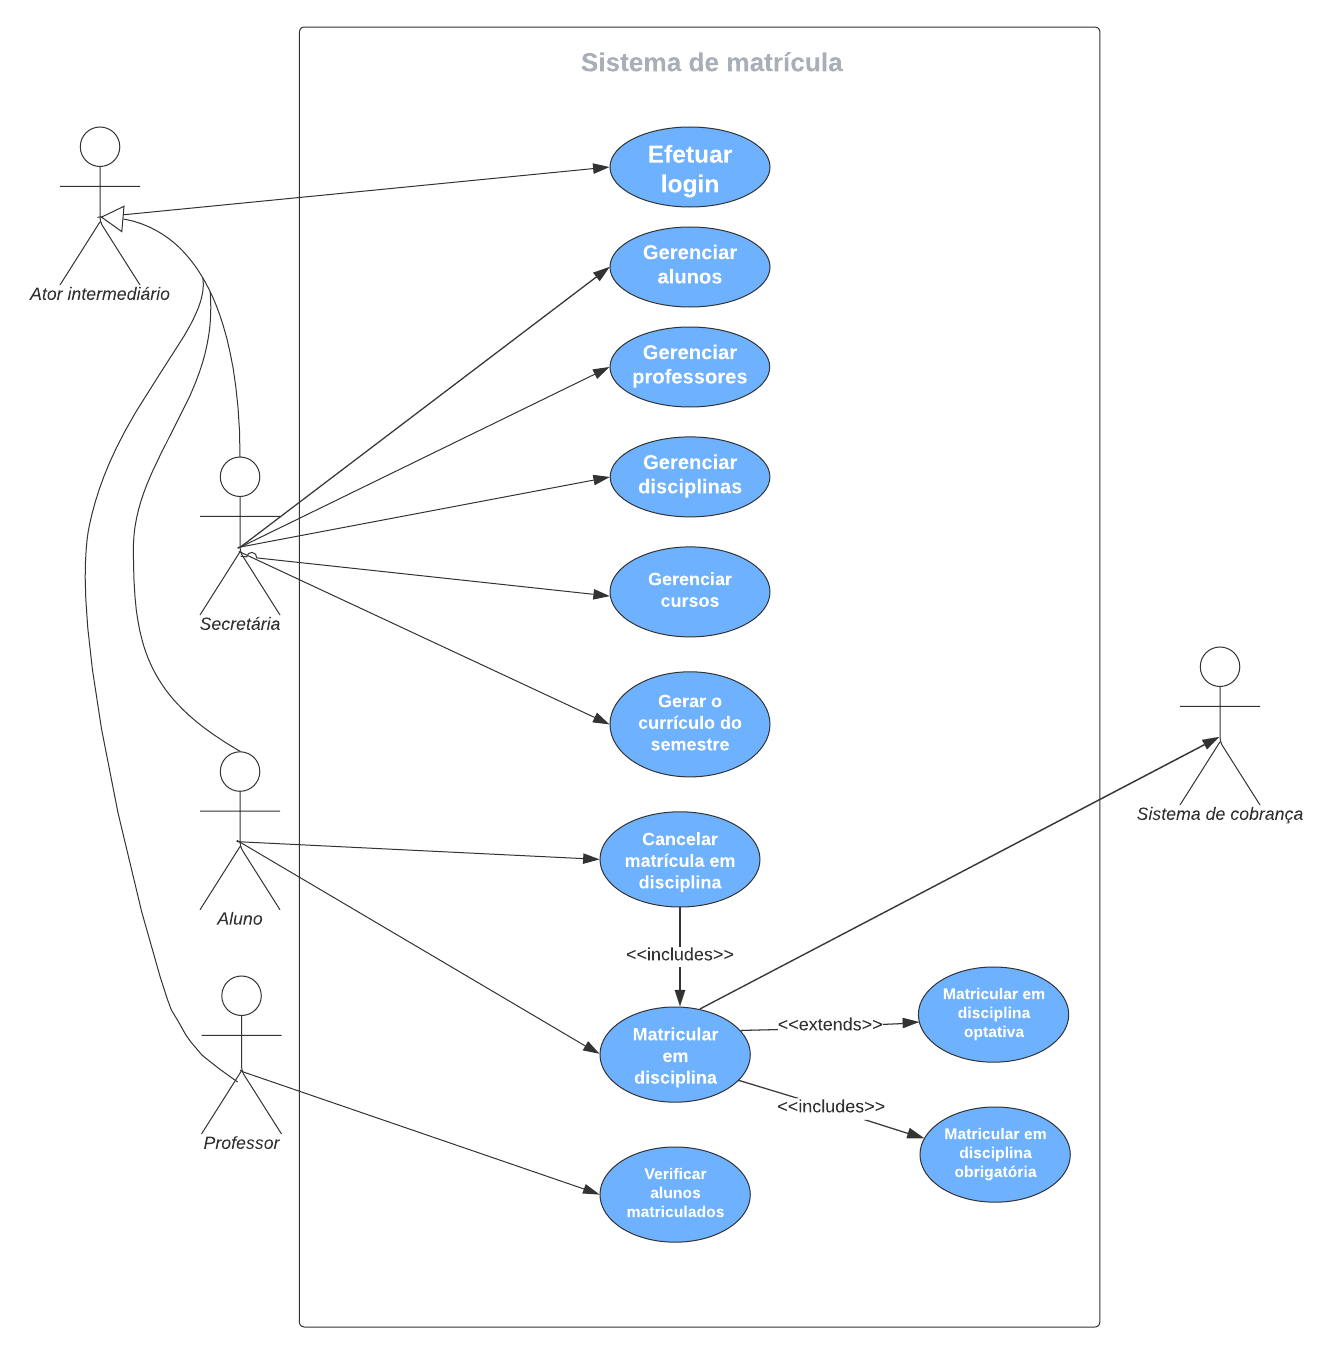 Sistema de matrícula
Efetuar
login
Ator intermediário
Gerenciar
alunos
Gerenciar
professores
Gerenciar
disciplinas
Gerenciar
cursos
Secretária
Gerar o
currículo do
semestre
Sistema de cobrança
Cancelar
matrícula em
disciplina
Aluno
<<includes>>
Matricular
em
disciplina
<<extends>>
Matricular em
disciplina
optativa
<<includes>>
Matricular em
disciplina
obrigatória
Professor
Verificar
alunos
matriculados